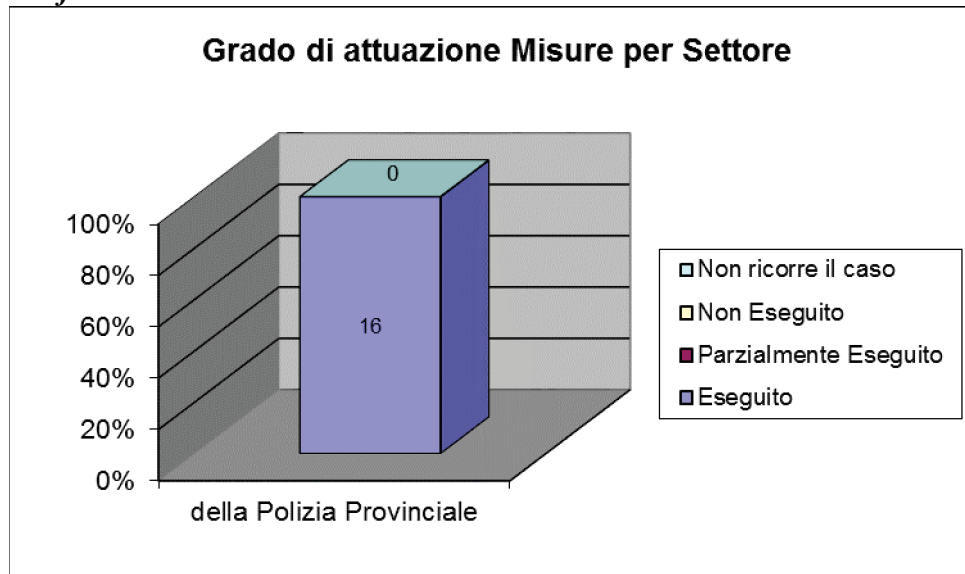 Grado di attuazione Misure per Settore
0
100%
80%
60%
40%
20%
0%
16
della Polizia Provinciale
Non ricorre il caso
Non Eseguito
Parzialmente Eseguito
Eseguito